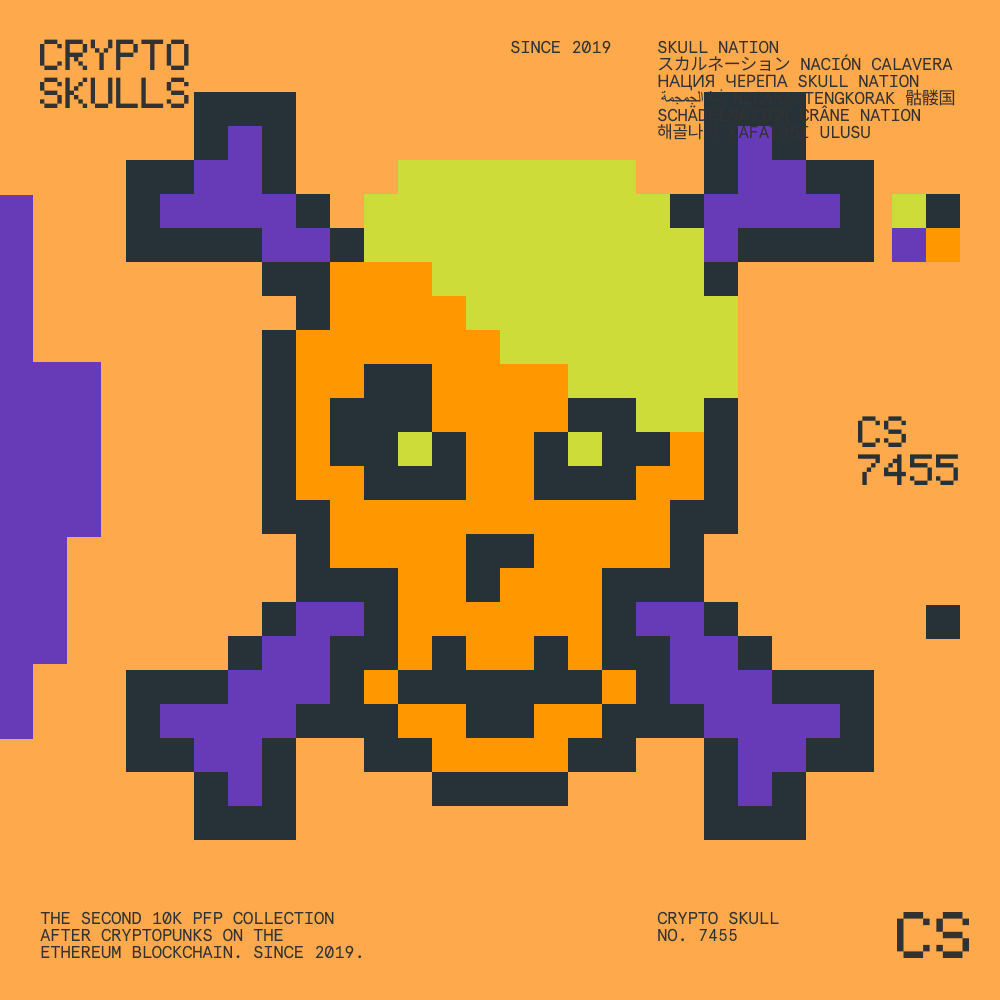 CRYPTO
SKULLS
SINCE 2019
SKULL NATION
スカルネーション NACIÓN CALAVERA
НАЦИЯ ЧЕРЕПА SKULL NATION
الجمجمة TENGKORAK 骷髅国
CRÂNE NATION
해골나 ULUSU
CS
7455
THE SECOND 10K PFP COLLECTION
AFTER CRYPTOPUNKS ON THE
ETHEREUM BLOCKCHAIN. SINCE 2019.
CRYPTO SKULL
NO. 7455
CS